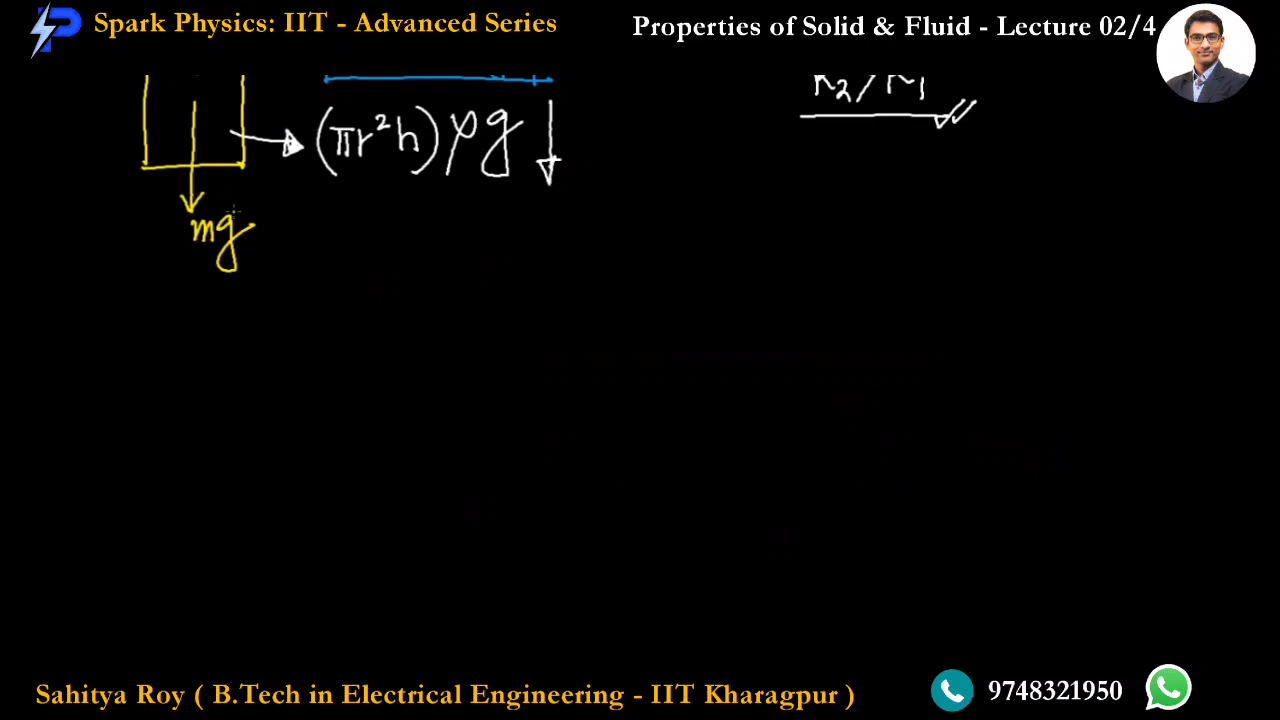 Spark Physics: IIT - Advanced Series
Properties of Solid & Fluid - Lecture 02/4
(πr²h) ρg ↓
mg
Sahitya Roy ( B.Tech in Electrical Engineering - IIT Kharagpur )
9748321950